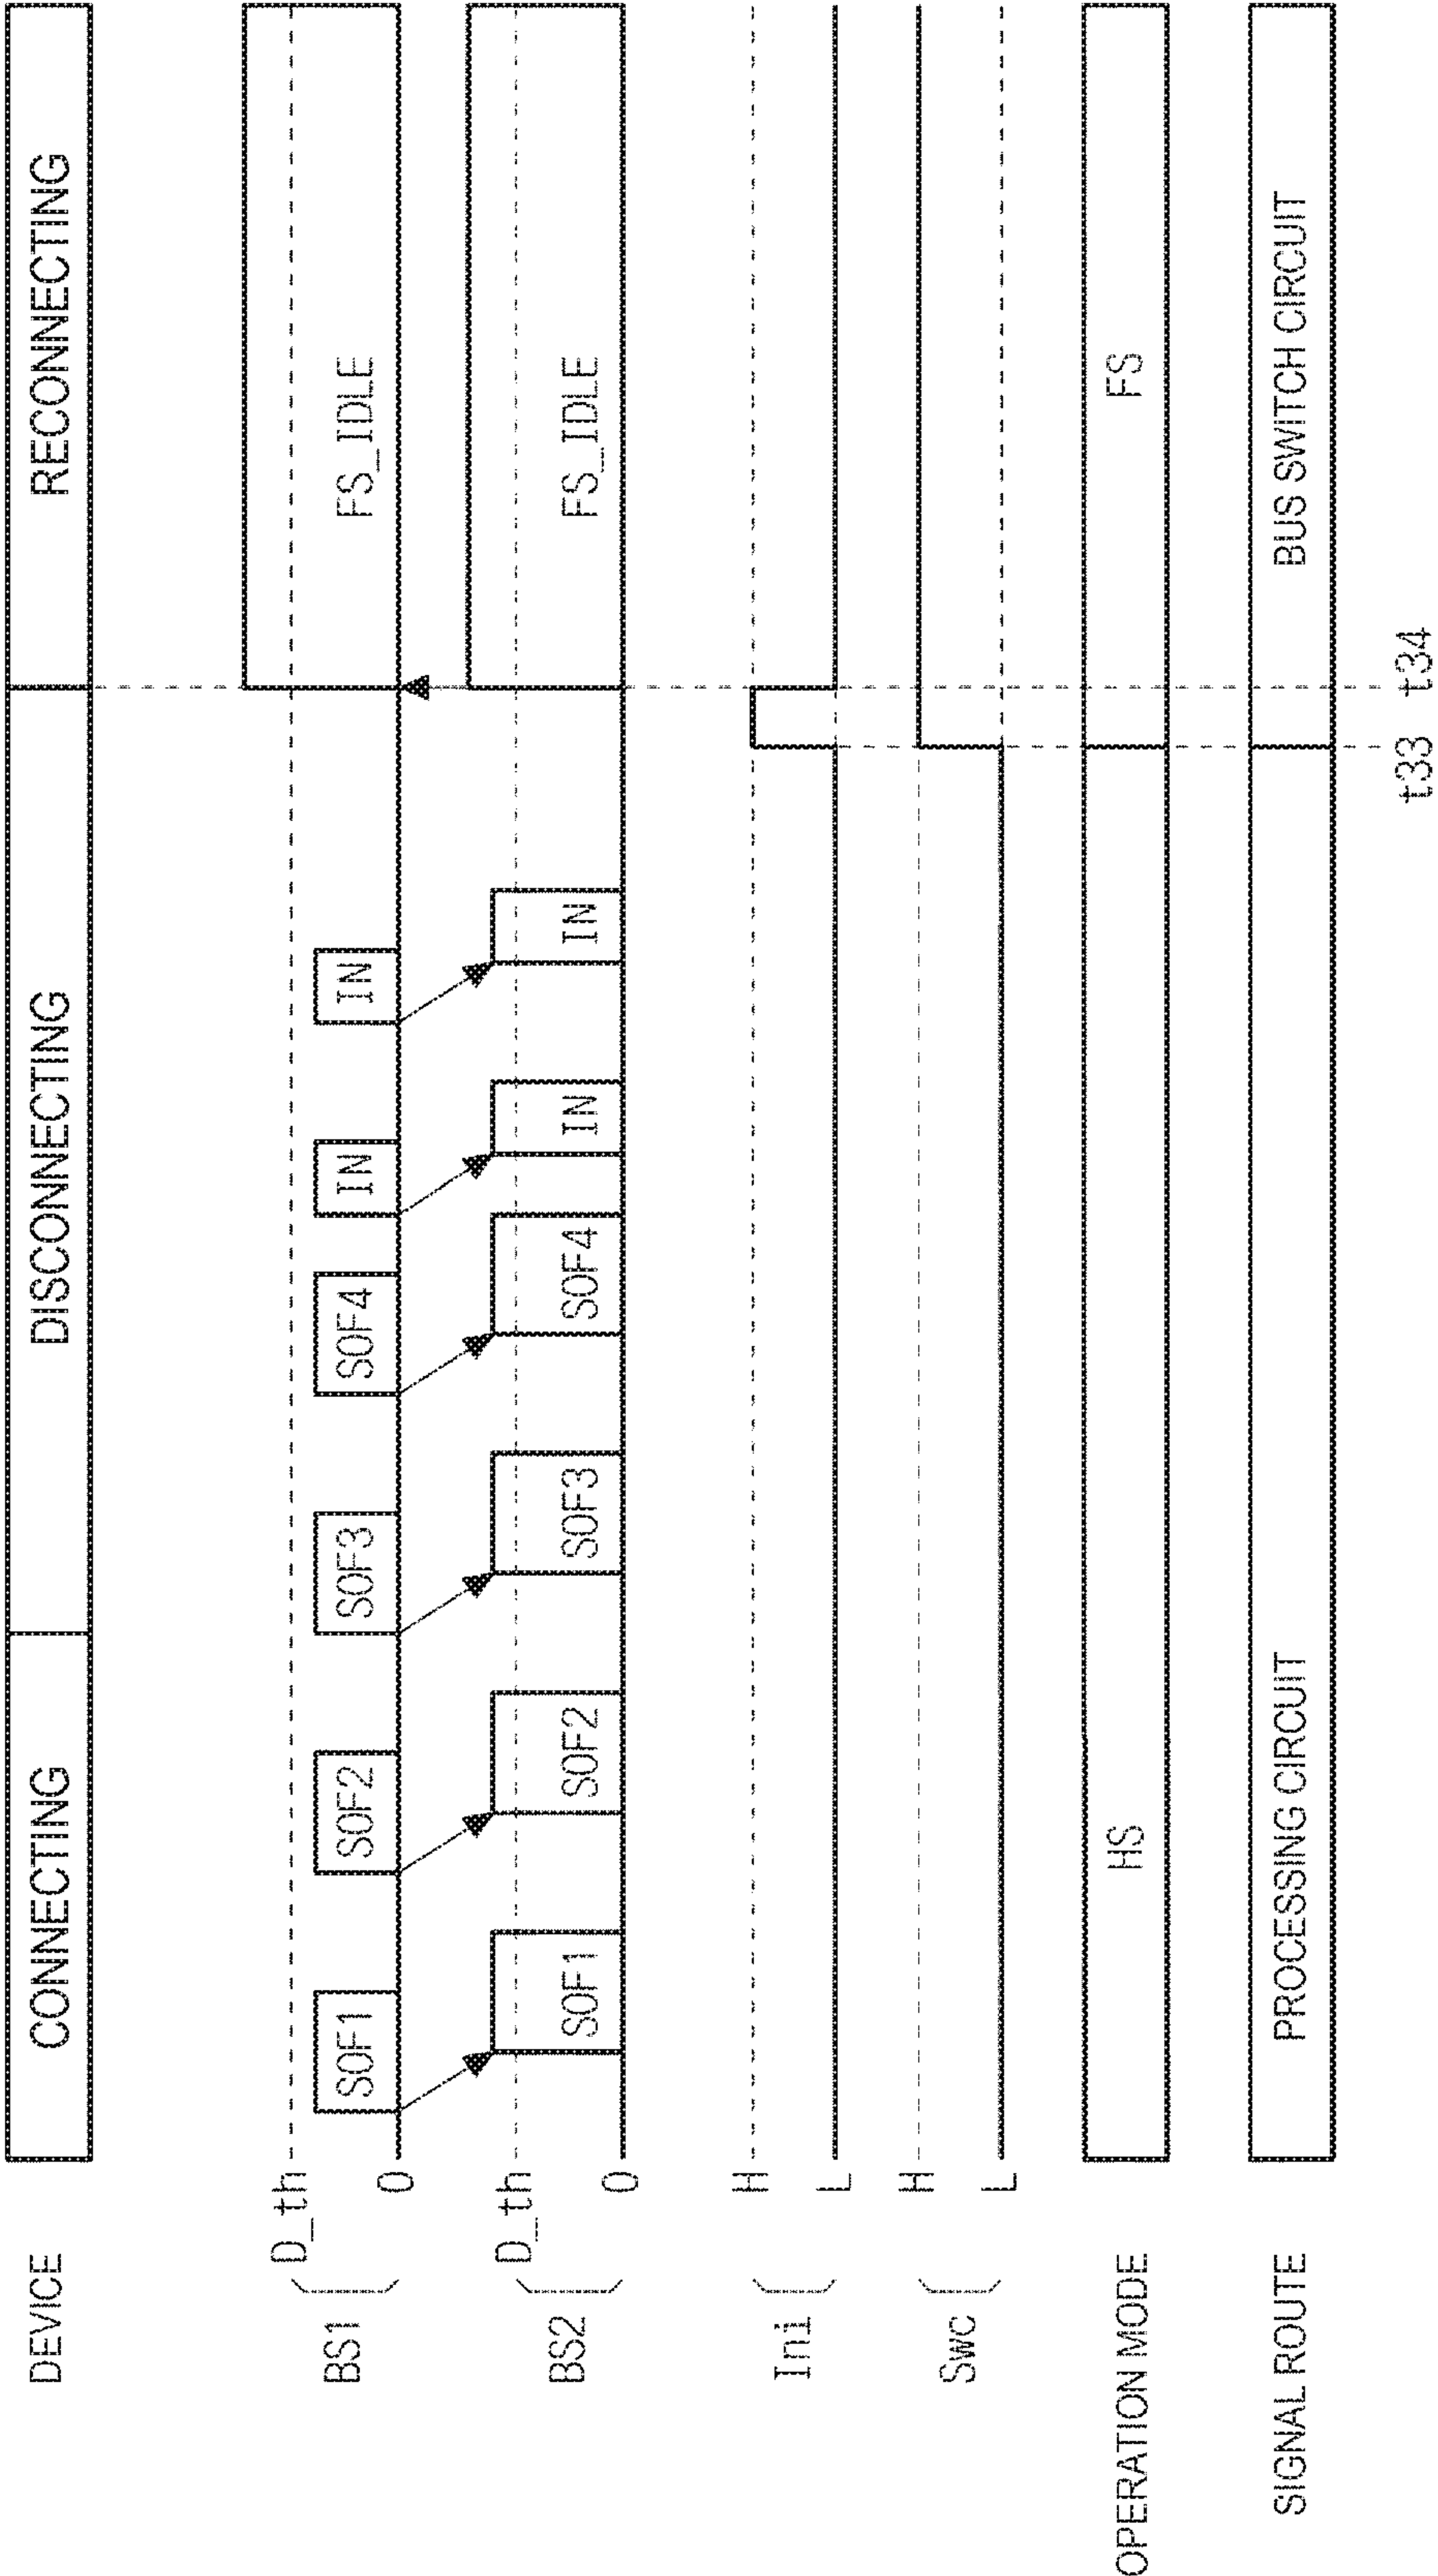 DEVICE CONNECTING DISCONNECTING RECONNECTING
BS1 D_th 0 SOF1 SOF2 SOF3 SOF4 IN IN FS_IDLE
BS2 D_th 0 SOF1 SOF2 SOF3 SOF4 IN IN FS_IDLE
Ini H L
Swc H L
OPERATION MODE HS FS
SIGNAL ROUTE PROCESSING CIRCUIT BUS SWITCH CIRCUIT
t33 t34